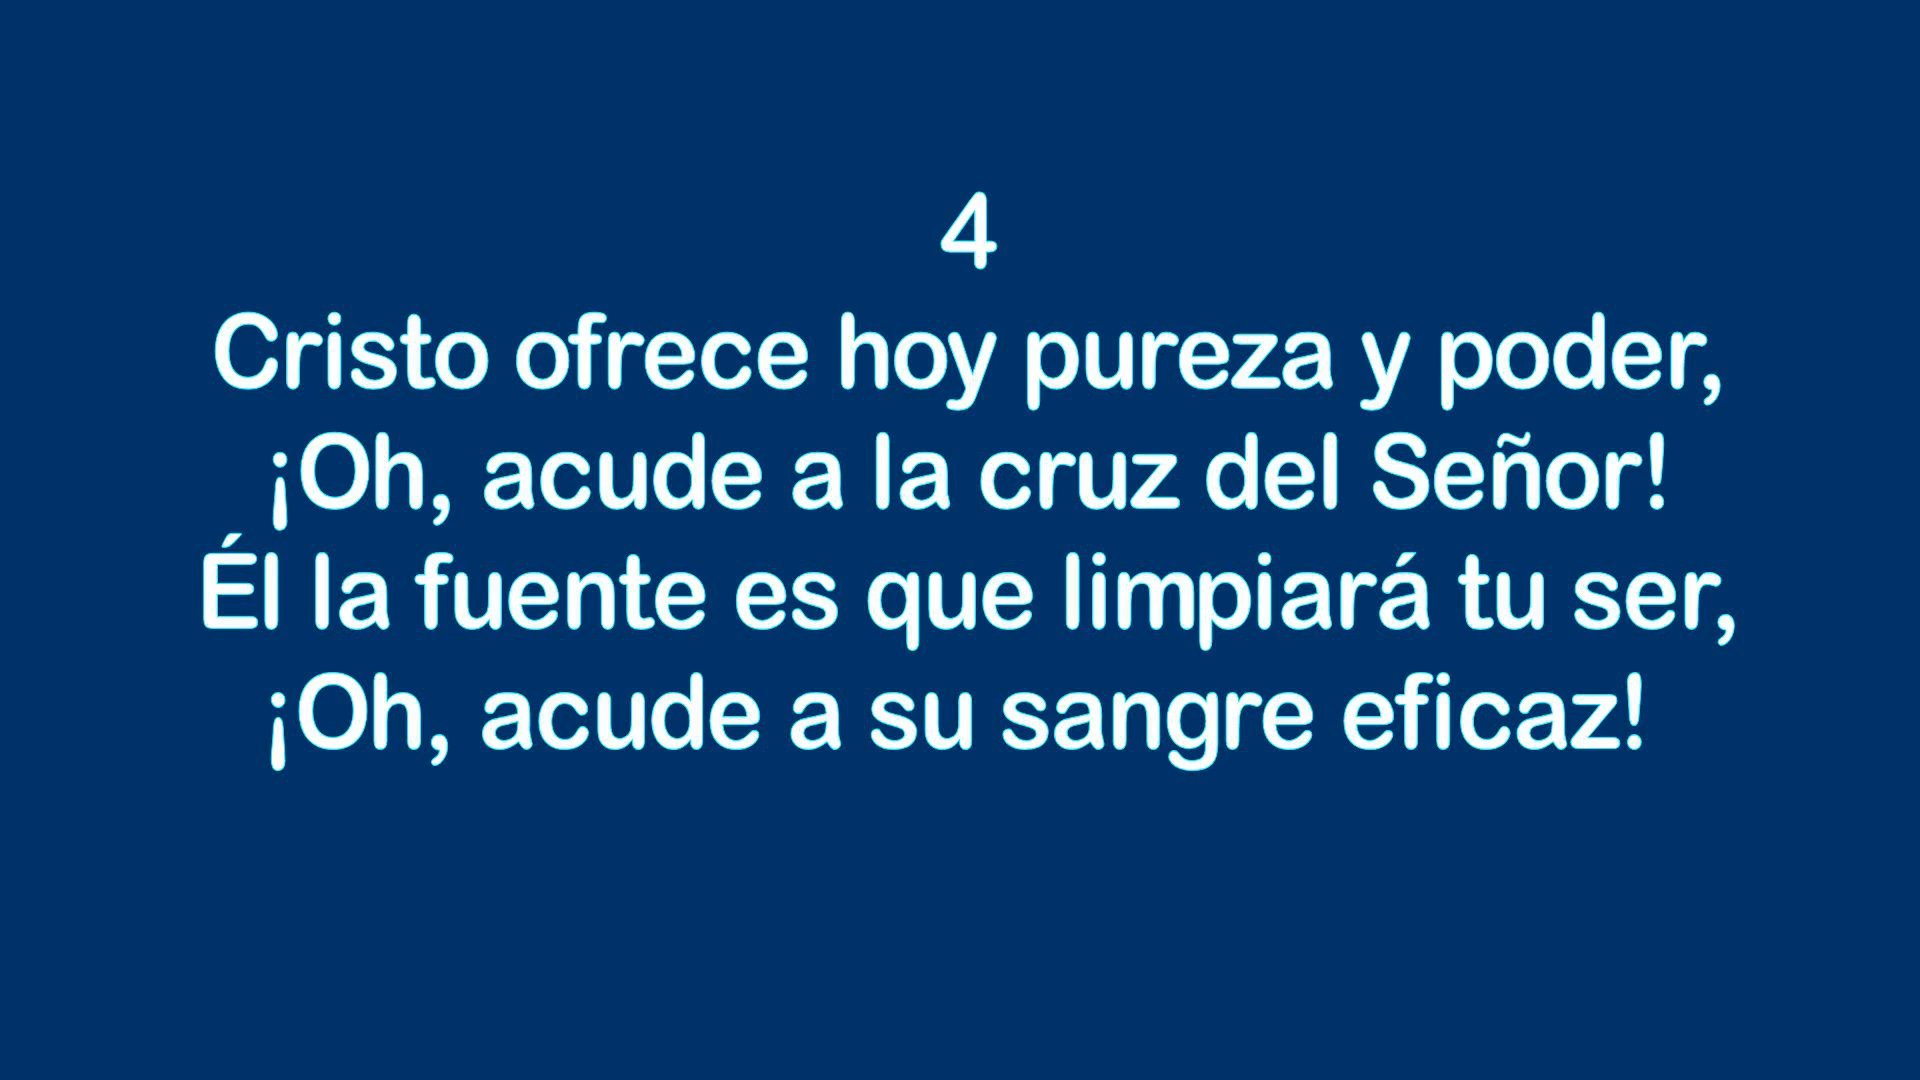 4
Cristo ofrece hoy pureza y poder,
¡Oh, acude a la cruz del Señor!
Él la fuente es que limpiará tu ser,
¡Oh, acude a su sangre eficaz!